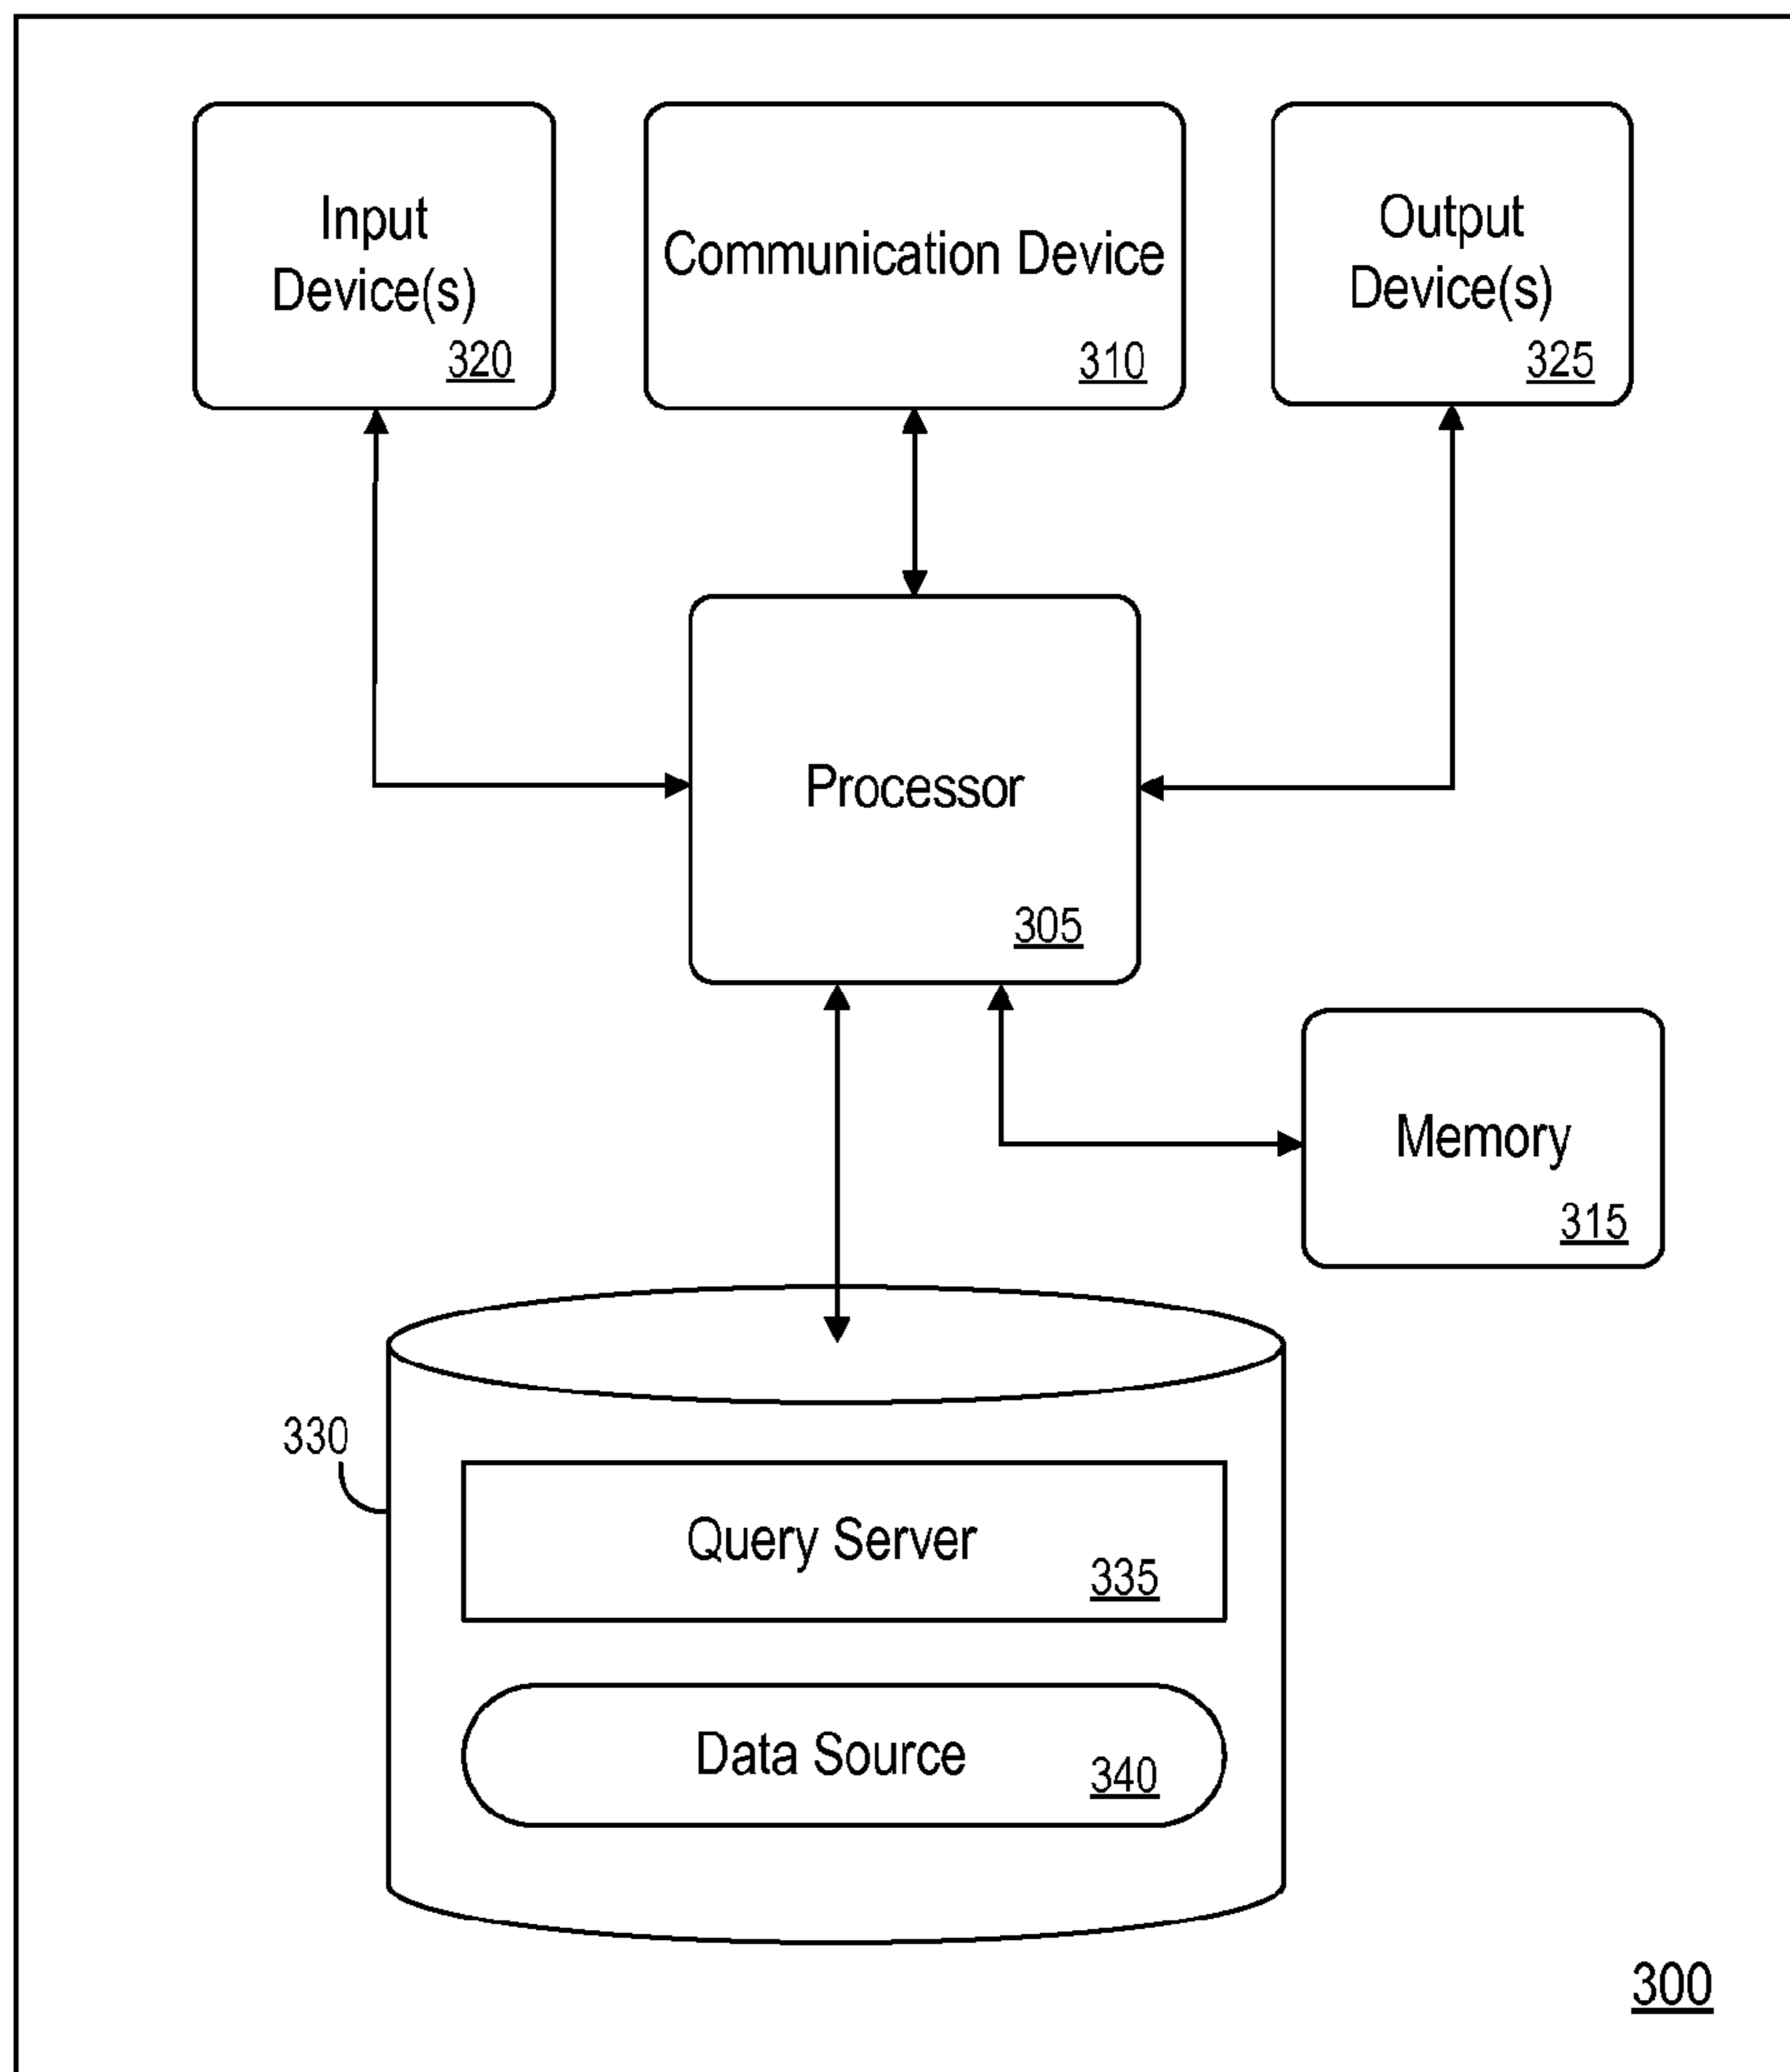 Input
Device(s)
320
Communication Device
310
Output
Device(s)
325
Processor
305
Memory
315
330
Query Server
335
Data Source
340
300